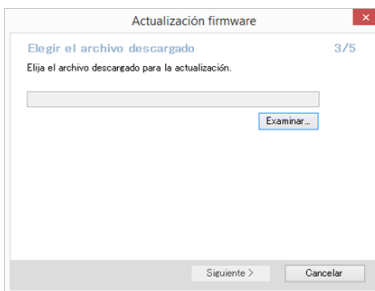 Actualización firmware
Elegir el archivo descargado 3/5
Elija el archivo descargado para la actualización.
Examinar...
Siguiente >
Cancelar